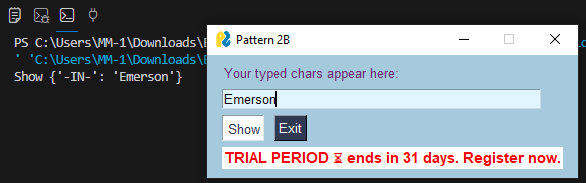 PS C:\Users\MM-1\Downloads\
' 'C:\Users\MM-1\Downloads\
Show {'-IN-': 'Emerson'}
Pattern 2B
Your typed chars appear here:
Emerson
Show Exit
TRIAL PERIOD ⌛ ends in 31 days. Register now.